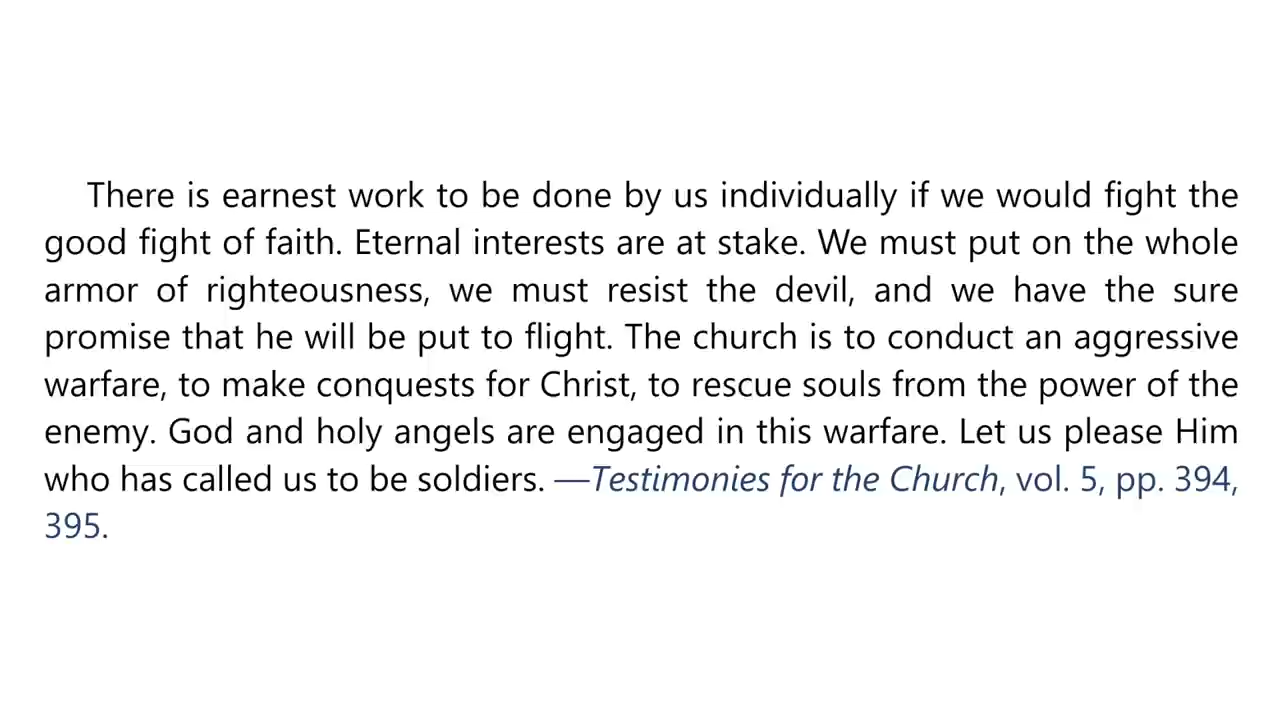 There is earnest work to be done by us individually if we would fight the
good fight of faith. Eternal interests are at stake. We must put on the whole
armor of righteousness, we must resist the devil, and we have the sure
promise that he will be put to flight. The church is to conduct an aggressive
warfare, to make conquests for Christ, to rescue souls from the power of the
enemy. God and holy angels are engaged in this warfare. Let us please Him
who has called us to be soldiers. —Testimonies for the Church, vol. 5, pp. 394,
395.